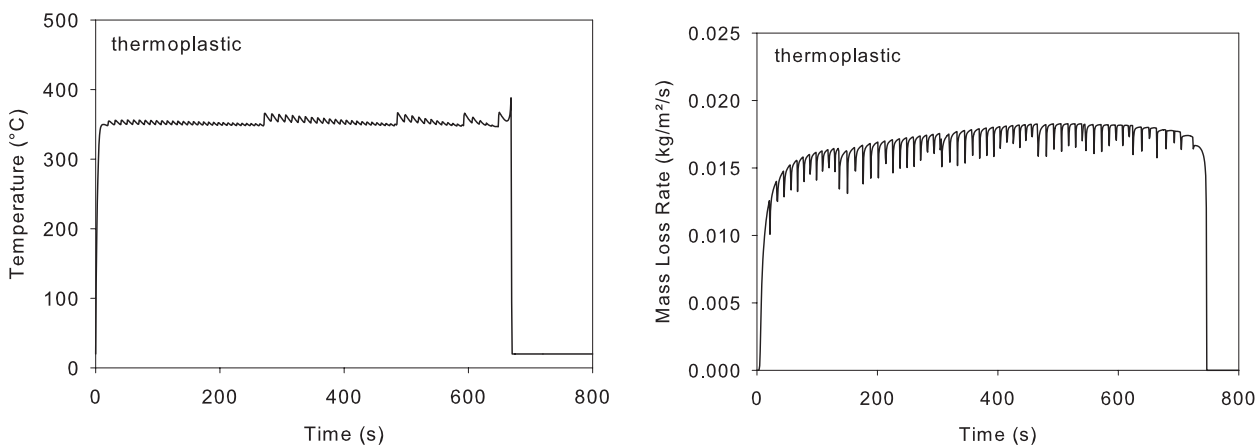 thermoplastic
Temperature (°C)
500
400
300
200
100
0
0 200 400 600 800
Time (s)
thermoplastic
Mass Loss Rate (kg/m²/s)
0.025
0.020
0.015
0.010
0.005
0.000
0 200 400 600 800
Time (s)